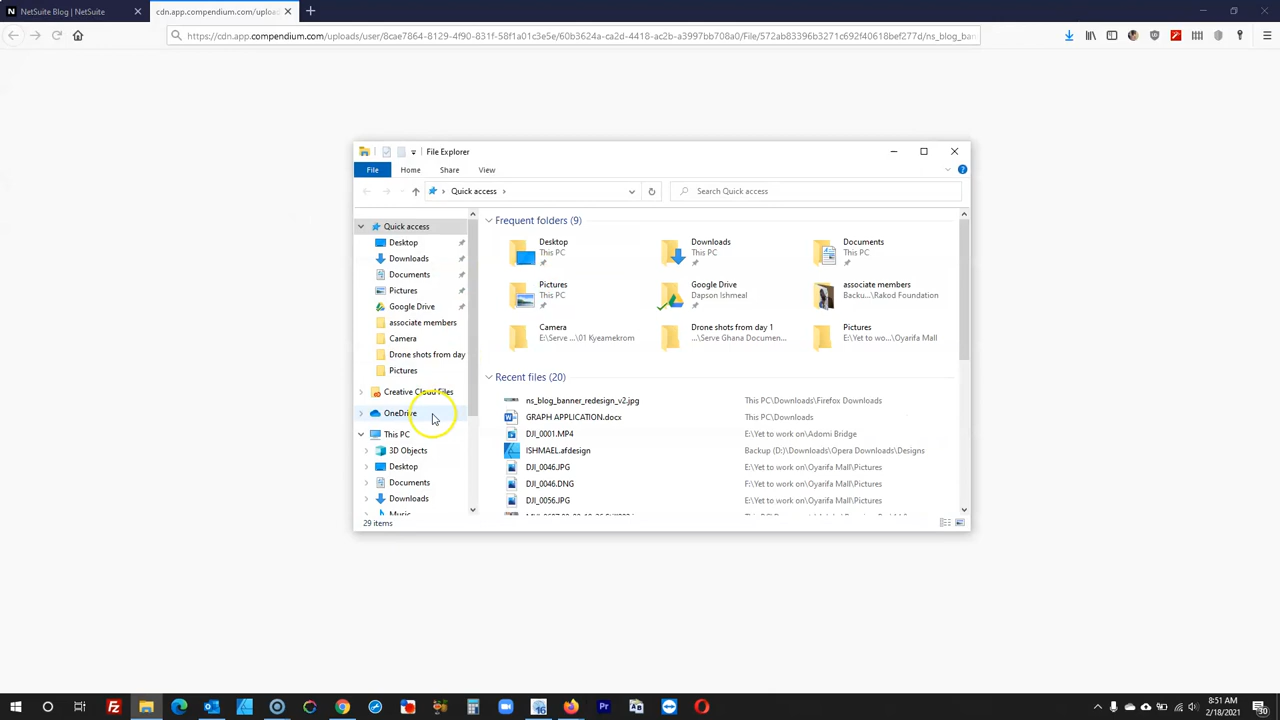 NetSuite Blog | NetSuite
cdn.app.compendium.com/upload
https://cdn.app.compendium.com/uploads/user/8cae7864-8129-4f90-831f-58f1a01c3e5e/60b3624a-ca2d-4418-ac2b-a3997bb708a0/File/572ab83396b3271c692f40618bef277d/ns_blog_ban
File Explorer
File Home Share View
Quick access
Search Quick access
Quick access
Desktop
Downloads
Documents
Pictures
Google Drive
associate members
Camera
Drone shots from day
Pictures
Creative Cloud Files
OneDrive
This PC
3D Objects
Desktop
Documents
Downloads
Music
Frequent folders (9)
Desktop
This PC
Downloads
This PC
Documents
This PC
Pictures
This PC
Google Drive
Dapson Ishmeal
associate members
Backu...\Rakod Foundation
Camera
E:\Serve ...\01 Kyeamekrom
Drone shots from day 1
...\Serve Ghana Documen...
Pictures
E:\Yet to wo...\Oyarifa Mall
Recent files (20)
ns_blog_banner_redesign_v2.jpg This PC\Downloads\Firefox Downloads
GRAPH APPLICATION.docx This PC\Downloads
DJI_0001.MP4 E:\Yet to work on\Adomi Bridge
ISHMAEL.afdesign Backup (D:)\Downloads\Opera Downloads\Designs
DJI_0046.JPG E:\Yet to work on\Oyarifa Mall\Pictures
DJI_0046.DNG E:\Yet to work on\Oyarifa Mall\Pictures
DJI_0056.JPG E:\Yet to work on\Oyarifa Mall\Pictures
29 items
8:51 AM
2/18/2021
30